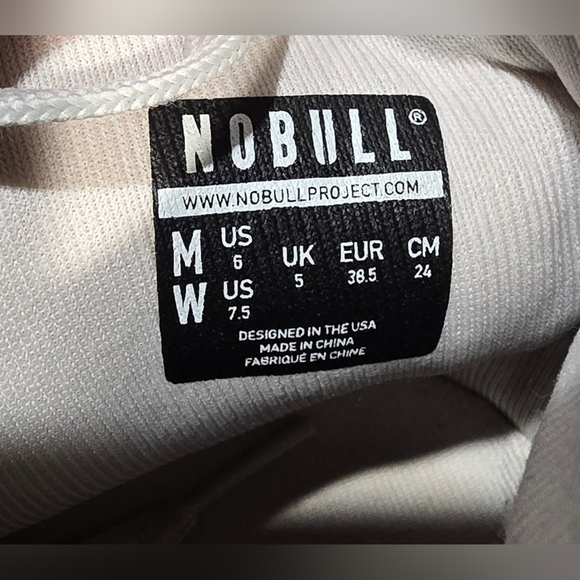 NOBULL®
WWW.NOBULLPROJECT.COM
M US 6 UK 5 EUR 38.5 CM 24
W US 7.5
DESIGNED IN THE USA
MADE IN CHINA
FABRIQUÉ EN CHINE